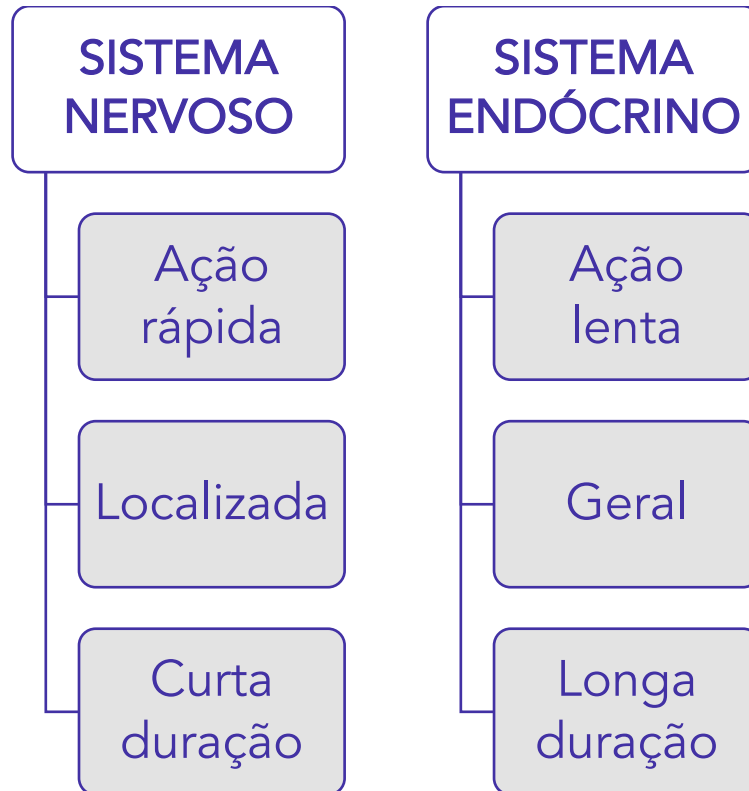 SISTEMA
NERVOSO
Ação
rápida
Localizada
Curta
duração
SISTEMA
ENDÓCRINO
Ação
lenta
Geral
Longa
duração